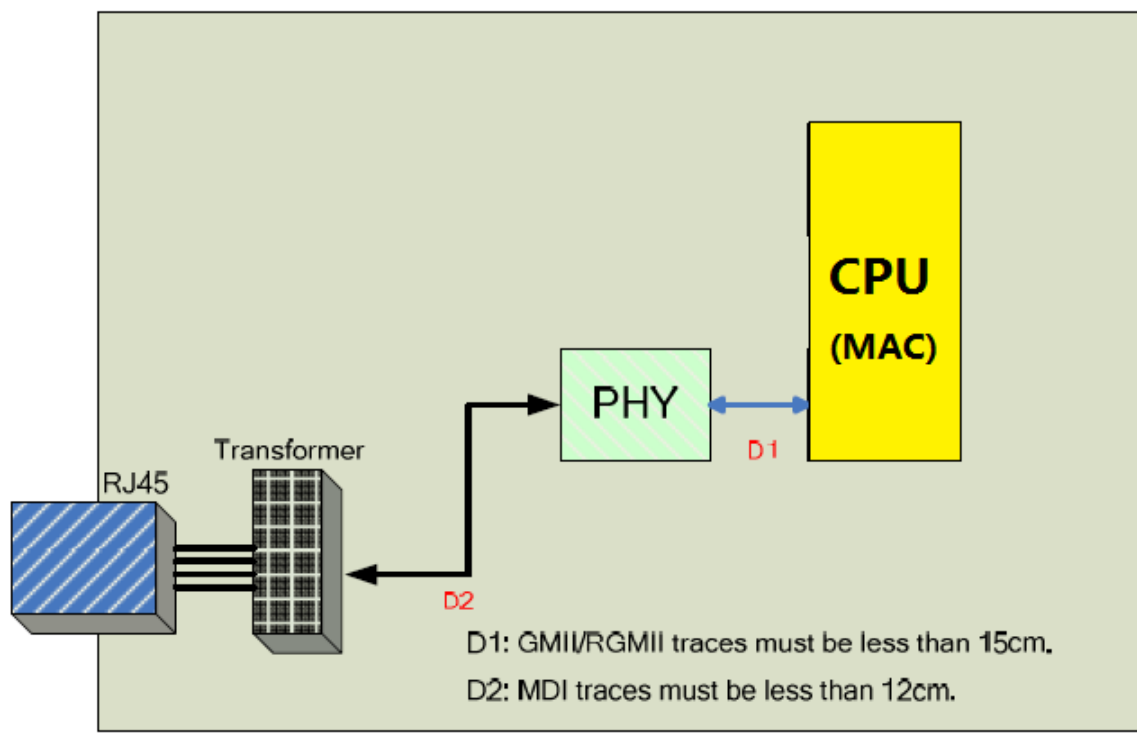 CPU
(MAC)
PHY
D1
Transformer
RJ45
D2
D1: GMII/RGMII traces must be less than 15cm.
D2: MDI traces must be less than 12cm.